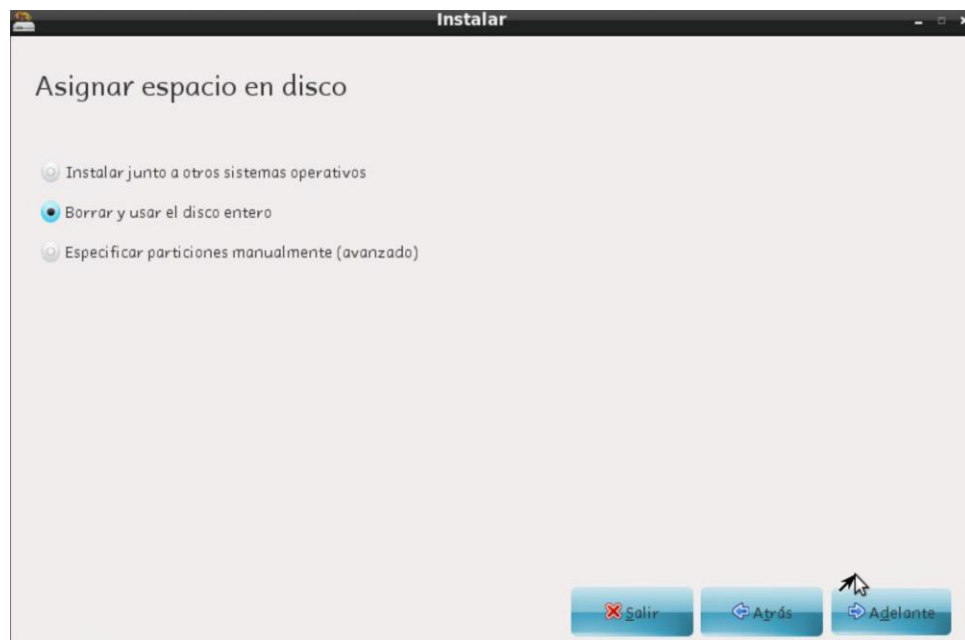 Instalar
Asignar espacio en disco
Instalar junto a otros sistemas operativos
Borrar y usar el disco entero
Especificar particiones manualmente (avanzado)
Salir Atrás Adelante